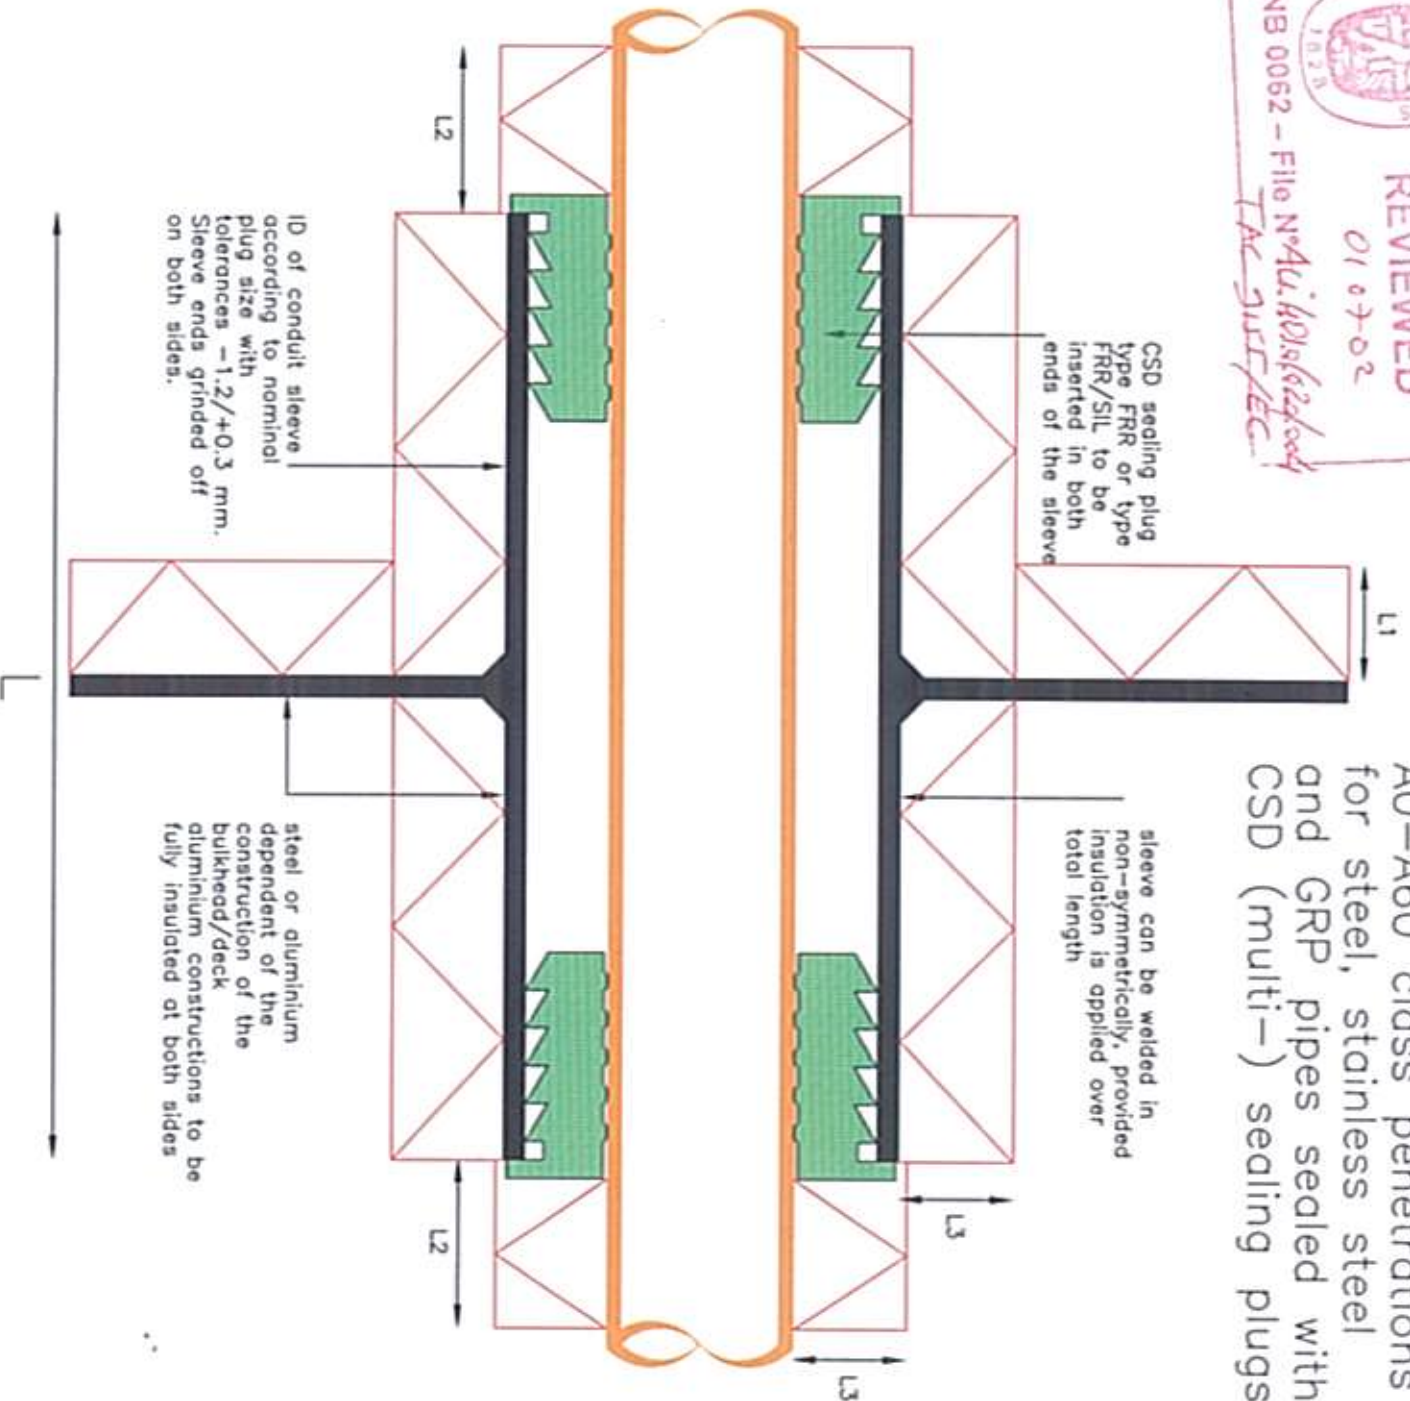 A0-A60 class penetrations
for steel, stainless steel
and GRP pipes sealed with
CSD (multi-) sealing plugs
1828
REVIEWED
01 07 02
NB 0062 - File N°
L1
CSD sealing plug
type FRR or type
FRR/SIL to be
inserted in both
ends of the sleeve
sleeve can be welded in
non-symmetrically, provided
insulation is applied over
total length
L3
L3
L2
L2
ID of conduit sleeve
according to nominal
plug size with
tolerances -1.2/+0.3 mm.
Sleeve ends grinded off
on both sides.
steel or aluminium
dependent of the
construction of the
bulkhead/deck
aluminium constructions to be
fully insulated at both sides
L